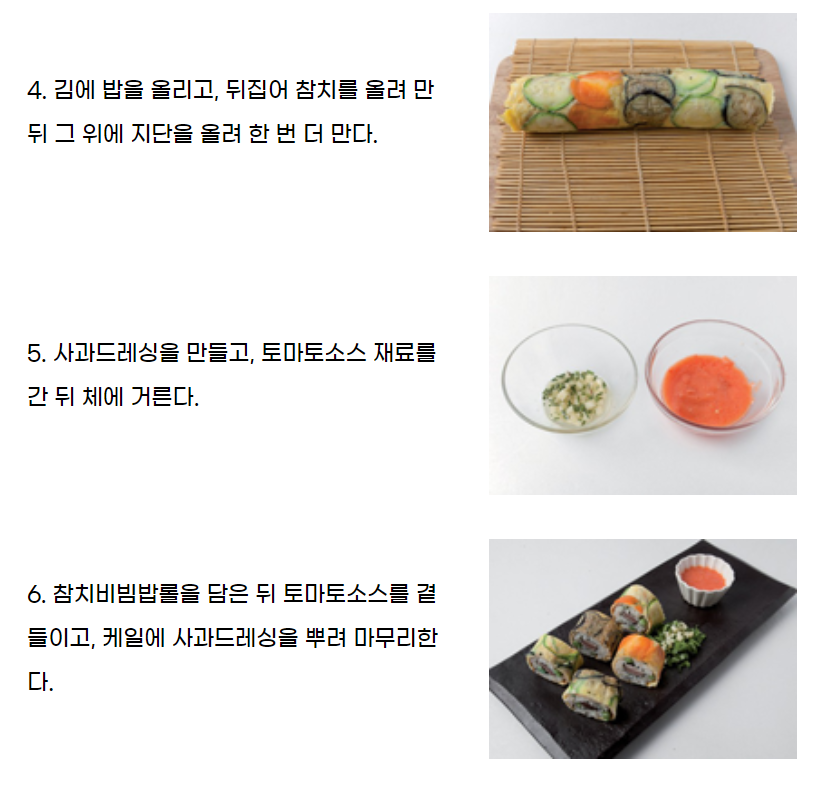 4. 김에 밥을 올리고, 뒤집어 참치를 올려 만
뒤 그 위에 지단을 올려 한 번 더 만다.
5. 사과드레싱을 만들고, 토마토소스 재료를
간 뒤 체에 거른다.
6. 참치비빔밥롤을 담은 뒤 토마토소스를 곁
들이고, 케일에 사과드레싱을 뿌려 마무리한
다.